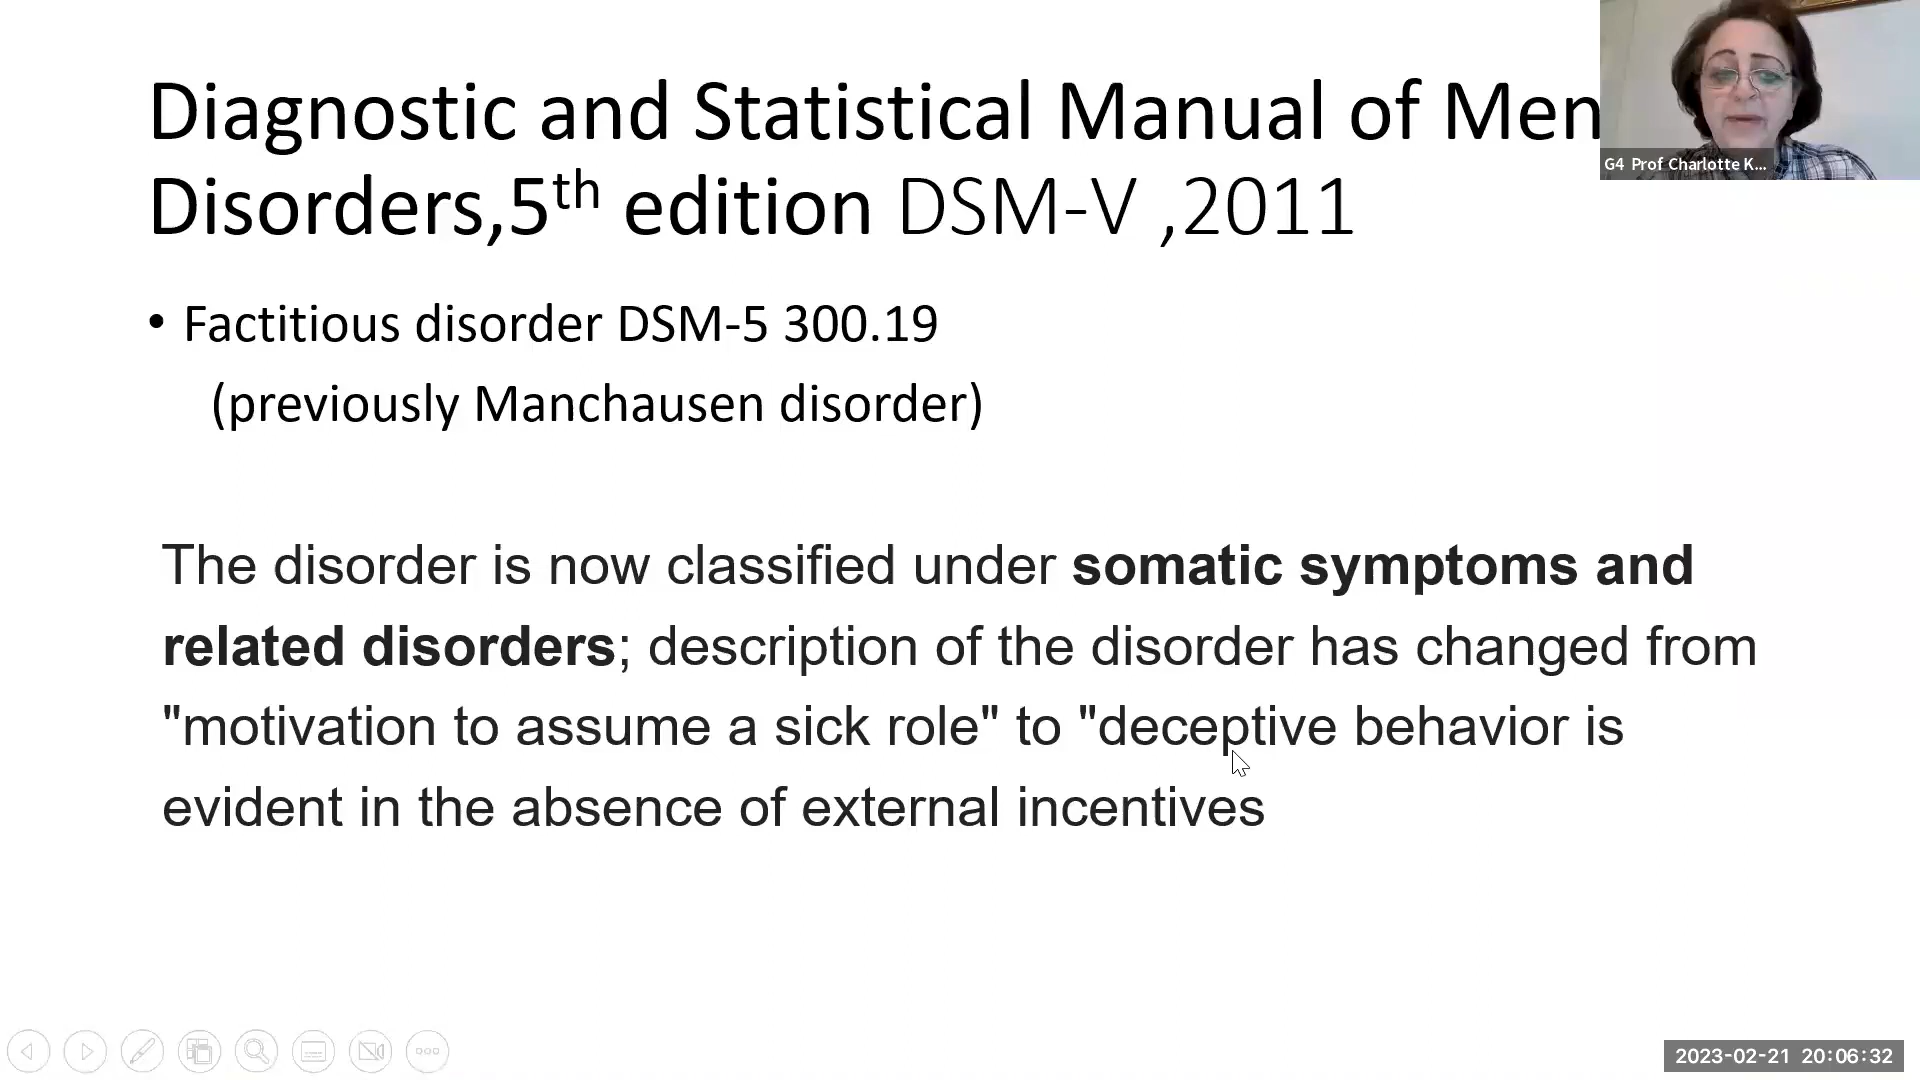 Diagnostic and Statistical Manual of Men
Disorders,5th edition DSM-V ,2011
G4 Prof Charlotte K...
• Factitious disorder DSM-5 300.19
(previously Manchausen disorder)
The disorder is now classified under somatic symptoms and
related disorders; description of the disorder has changed from
"motivation to assume a sick role" to "deceptive behavior is
evident in the absence of external incentives
2023-02-21 20:06:32